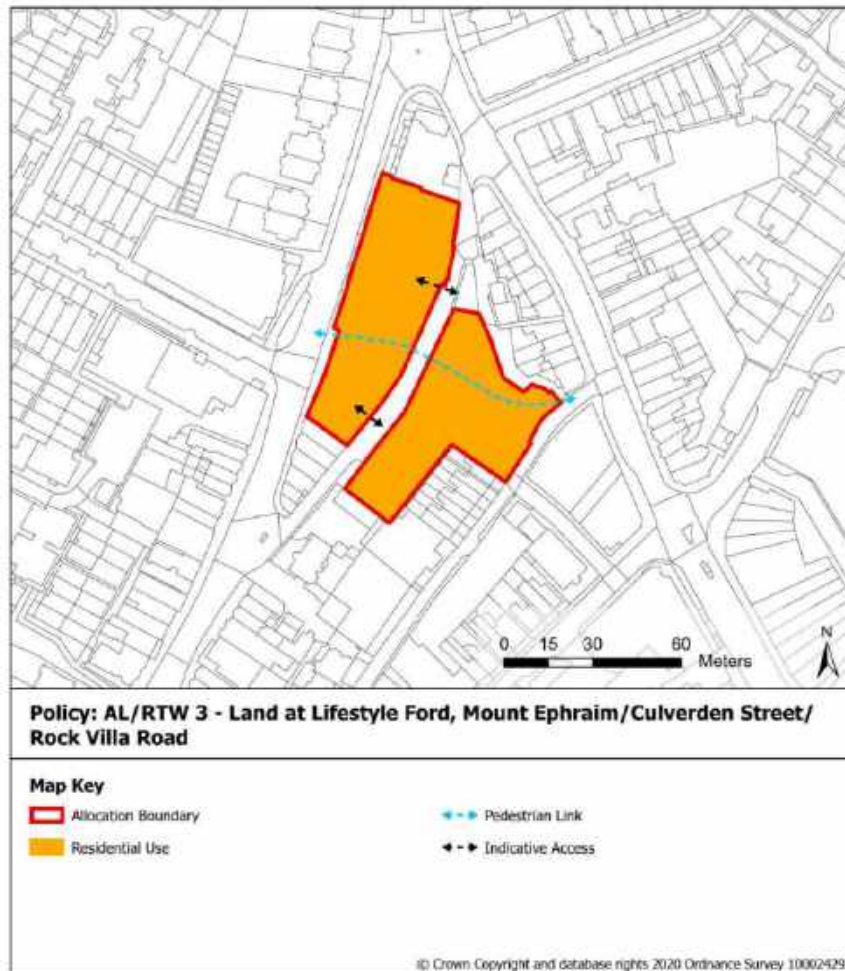 N
0 15 30 60
Meters
Policy: AL/RTW 3 - Land at Lifestyle Ford, Mount Ephraim/Culverden Street/
Rock Villa Road
Map Key
Allocation Boundary
Pedestrian Link
Residential Use
Indicative Access
© Crown Copyright and database rights 2020 Ordnance Survey 10002429